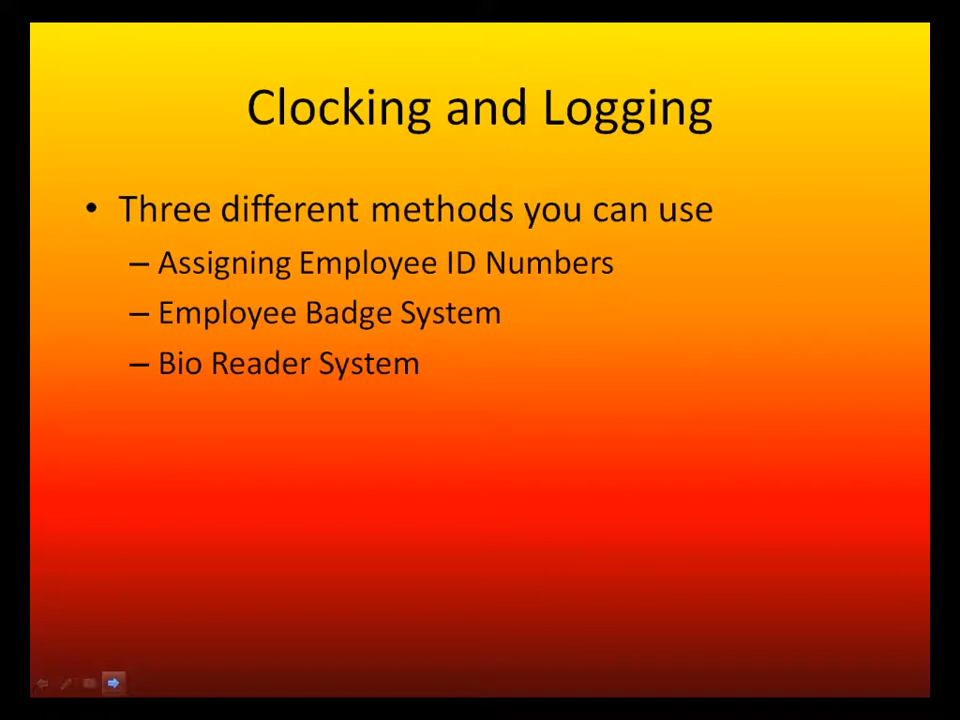 Clocking and Logging
• Three different methods you can use
– Assigning Employee ID Numbers
– Employee Badge System
– Bio Reader System